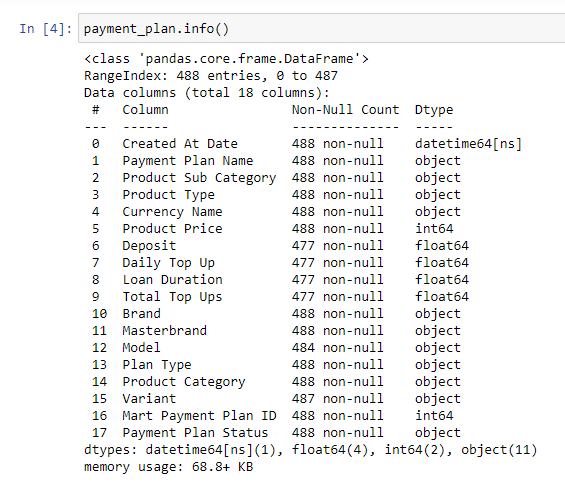 In [4]: payment_plan.info()
<class 'pandas.core.frame.DataFrame'>
RangeIndex: 488 entries, 0 to 487
Data columns (total 18 columns):
 #   Column                Non-Null Count  Dtype
---  ------                --------------  -----
 0   Created At Date       488 non-null    datetime64[ns]
 1   Payment Plan Name     488 non-null    object
 2   Product Sub Category  488 non-null    object
 3   Product Type          488 non-null    object
 4   Currency Name         488 non-null    object
 5   Product Price         488 non-null    int64
 6   Deposit               477 non-null    float64
 7   Daily Top Up          477 non-null    float64
 8   Loan Duration         477 non-null    float64
 9   Total Top Ups         477 non-null    float64
 10  Brand                 488 non-null    object
 11  Masterbrand           488 non-null    object
 12  Model                 484 non-null    object
 13  Plan Type             488 non-null    object
 14  Product Category      488 non-null    object
 15  Variant               487 non-null    object
 16  Mart Payment Plan ID  488 non-null    int64
 17  Payment Plan Status   488 non-null    object
dtypes: datetime64[ns](1), float64(4), int64(2), object(11)
memory usage: 68.8+ KB